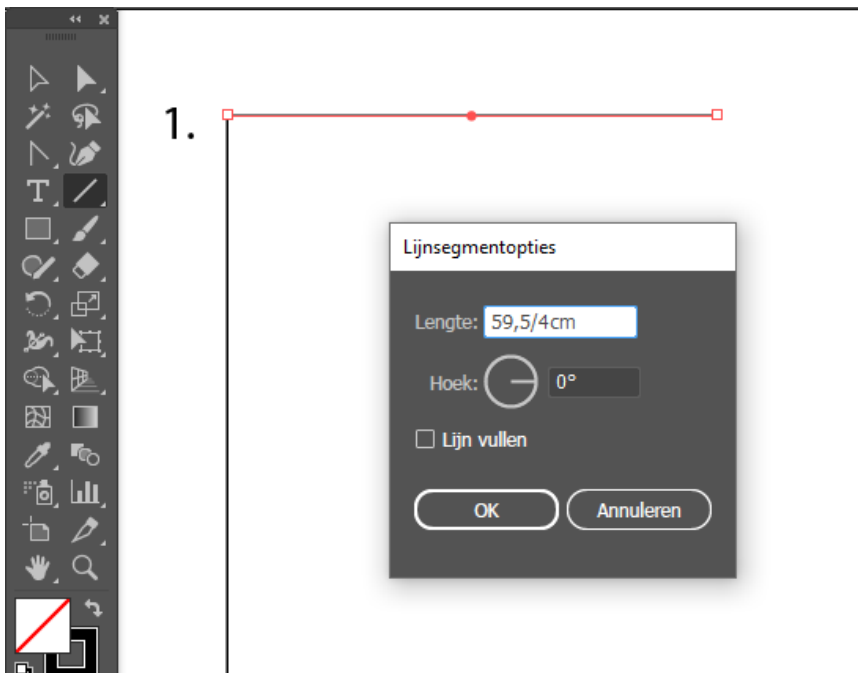 1.
Lijnsegmentopties
Lengte: 59,5/4cm
Hoek: 0°
Lijn vullen
OK Annuleren